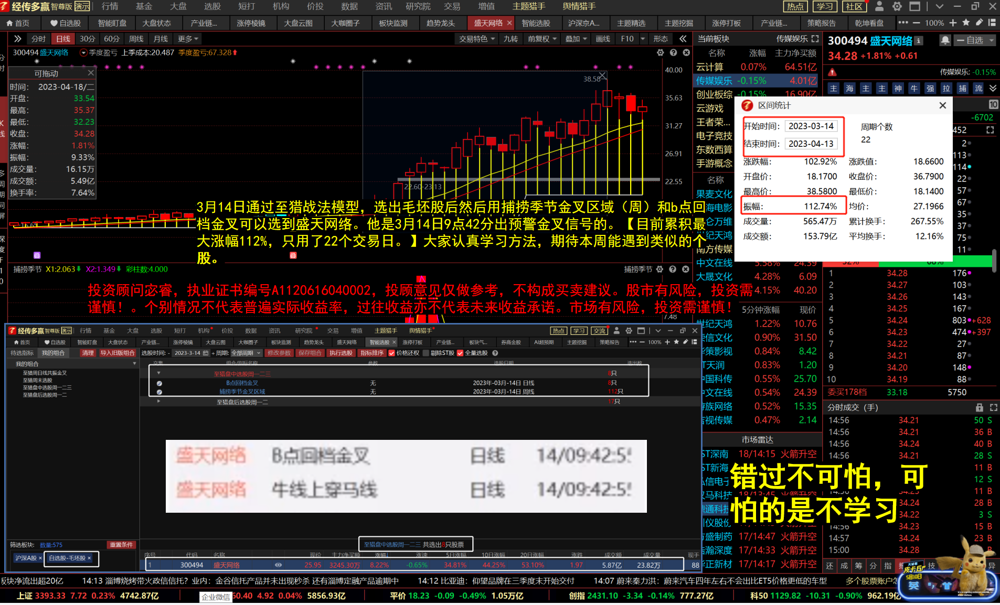 经传多赢 智尊版 演示 行情 基金 大盘 选股 短打 机构 价投 数据 资讯 研究院 交易 增值 主题猎手 舆情猎手 热点 学习 社区
首页 自选股 智能盯盘 大盘状态 产业链... 涨停棱镜 大盘云图 大咖圈子 板块监测 趋势龙头 盛天网络 智能选股 沪深京A... 主题精选 主题挖掘 涨停打板 产业链... 策略报告 乾坤看盘 100%
分时 日线 30分 60分 周线 月线 更多 交易特色 九转 前复权 叠加 画线 F10 形态
300494 盛天网络 季度盈亏 上季成本:20.487 季度盈亏:67.328
可拖动
时间: 2023-04-18/二
开盘: 33.54
最高: 35.37
最低: 32.23
收盘: 34.28
涨幅: 1.81%
振幅: 9.33%
成交量: 16.15万
成交额: 5.49亿
换手率: 7.64%
38.58
22.60-23.13
40.00
35.63
31.27
26.91
22.55
3月14日通过至猎战法模型，选出毛坯股后然后用捕捞季节金叉区域（周）和b点回
档金叉可以选到盛天网络。他是3月14日9点42分出预警金叉信号的。【目前累积最
大涨幅112%，只用了22个交易日。】大家认真学习方法，期待本周能遇到类似的个
股。
捕捞季节 X1:2.063 X2:1.349 彩柱数:4.000
捕捞季节
投资顾问宓睿，执业证书编号A1120616040002，投顾意见仅做参考，不构成买卖建议。股市有风险，投资需
谨慎！。个别情况不代表普遍实际收益率，过往收益亦不代表未来收益承诺。市场有风险，投资需谨慎！
7.48
当前板块 传媒娱乐
名称 涨幅 主力净买额
云计算 0.07% 64.51亿
传媒娱乐 -0.15% 4.01亿
创业板综 -0.15% 16.90亿
云游戏
王者荣...
电子竞技
东数西算
手游概念
名称
果麦文化
海电影
仑万维
世纪天鸿
南方传媒
中文在线 5.58% 24.39
大晟文化 4.28% 6.09
4.15% 40.20
5分钟涨幅 现价
世纪天鸿 1.22% 10.76
荣信文化 0.90% 31.50
华策影视 0.84% 8.42
ST天润 0.83% 1.20
中国科传 0.55% 25.70
中文在线 0.54% 24.39
游族网络 0.52% 15.35
吉视传媒 0.47% 2.14
市场雷达
ST深南 18/14:15 火箭升空
ST新海
弘信电子
汉马科技 18/13:45 火箭升空
通科技
仪股份
盛制药 17/14:47 火箭升空
瀚深度 17/14:33 火箭升空
华正新材 17/14:17 火箭升空
300494 盛天网络 自选
34.28 +1.81% +0.61
传媒娱乐: -0.15%
主 海 主 主 神 牛 强 拉 捕 流
10
-6702
452
2
113
114
22
57
67
35
37
75
11
区间统计
开始时间: 2023-03-14 周期个数
结束时间: 2023-04-13 22
涨跌幅: 102.92% 涨跌值: 18.6600
开盘价: 18.1700 收盘价: 36.7900
最高价: 38.5800 最低价: 18.1400
振幅: 112.74% 均价: 27.1966
成交量: 565.47万 累计换手: 267.55%
成交额: 153.79亿 平均换手: 12.16%
32% 68%
1 34.28 176
2 34.27 103
3 34.26 143
4 34.25 167
5 34.24 803 +628
6 34.23 474 +397
7 34.22 27
8 34.21 87
9 34.20 148
10 34.19 88
委买178档 33.18 5750
分时成交（手）
14:56 34.21 50 S
14:56 34.21 36 B
14:56 34.24 40 B
14:56 34.21 28 S
11 B
12 S
34.23 11 B
34.24 28 B
34.22 3 S
14:56 34.23 15 B
14:57 34.24 23 B
15:00 34.28
还 成 筹 分 指 技 异
错过不可怕，可
怕的是不学习
经传多赢 智尊版 演示 行情 基金 大盘 选股 短打 机构 价投 数据 资讯 研究院 交易 增值 主题猎手 舆情猎手 热点 学习 交流
首页 自选股 智能盯盘 大盘状态 产业链... 涨停棱镜 大盘云图 大咖圈子 板块监测 趋势龙头 盛天网络 智能选股 涨停打板 产业链... 板块气... 券商金股 AI超预期 主题挖掘 策略报告 100%
待选指标 我的组合 清理 导入旧版组合 选股时间: 2023-3-14 周期: 全部周期 修改参数 保存组合 执行选股 指标排序 价格还权 剔除ST股 全量选股
我的组合
至猎周日线共振金叉
至猎周末选股
至猎盘中选股周一二三
至猎盘后选股周一二
交集 组合/指标名称 参数 选股日期 选出数
至猎盘中选股周一二三 8只
B点回档金叉 无 2023年-03月-14日 日线 8只
捕捞季节金叉区域 无 2023年-03月-14日 周线 112只
至猎盘后选股周一二 17只
盛天网络 B点回档金叉 日线 14/09:42:5
盛天网络 牛线上穿马线 日线 14/09:42:5
筛选板块: 数量:575 重置条件
沪深A股 × 自选股-毛坯股 ×
至猎盘中选股周一二三 共选出8只股票
序号 代码 名称 现价 主力净买额 涨幅 涨速 5日涨幅 10日涨幅 20日涨幅 涨跌 成交额 成交量 现手
1 300494 盛天网络 25.95 3245.30万 8.22% -0.65% 34.81% 44.25% 53.10% 1.97 5.87亿 23.82万 88
反块净流出超20亿 14:13 淄博烧烤带火政信信托？业内：金谷信托产品并未出现秒杀 还有淄博定融产品逾期中 14:12 比亚迪：仰望品牌在三季度末开始交付 14:07 蔚来秦力洪：蔚来汽车四年左右不会出比ET5价格更低的车型 多个股票账户
上证 3393.33 7.72 0.23% 4742.87亿 企业微信 60.40 4.92 0.04% 5856.93亿 平价 18.23 -0.09 -0.49% 1.05万亿 创指 2431.10 -3.34 -0.14% 777.27亿 科50 1129.82 -10.31 -0.90% 962.19亿
5月10日
英